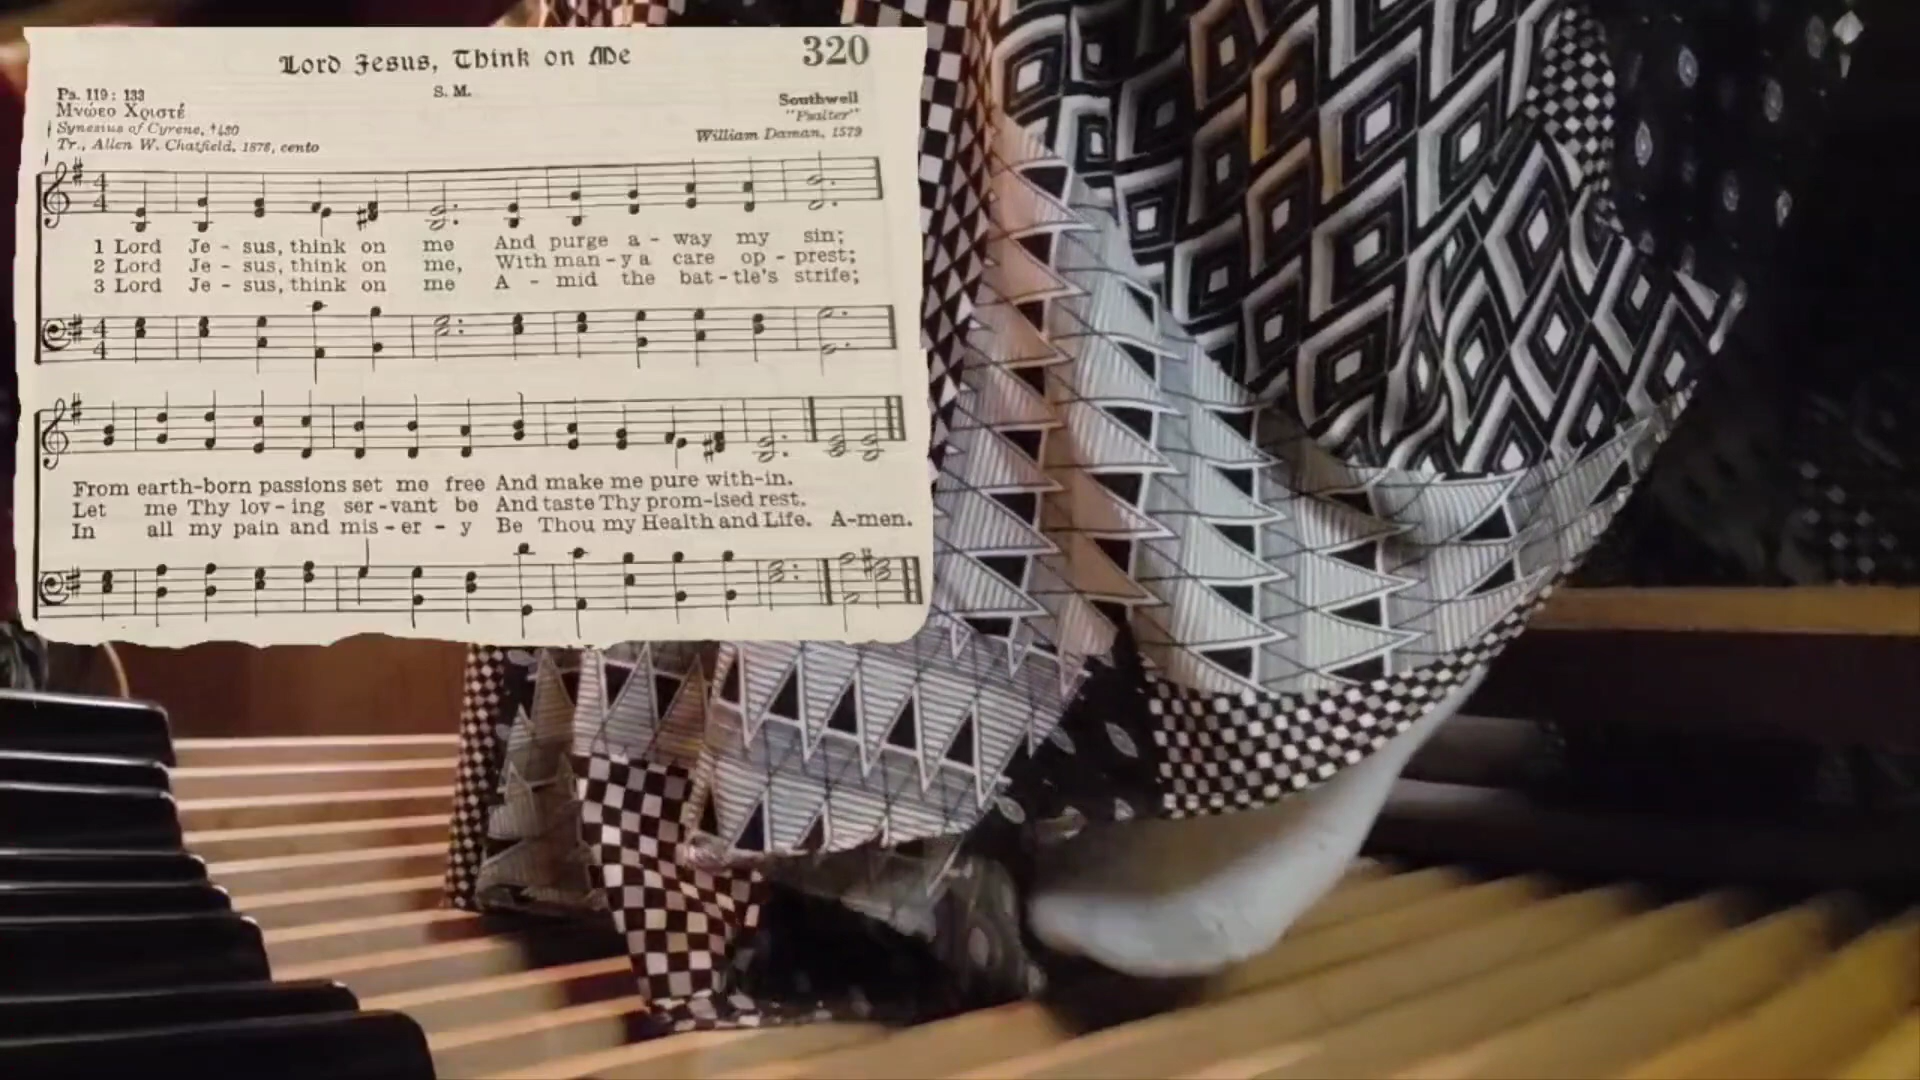 Lord Jesus, Think on Me
320
Ps. 119: 133
S. M.
Southwell
Μνώεο Χριστέ
"Psalter"
Synesius of Cyrene, †430
William Daman, 1579
Tr., Allen W. Chatfield, 1876, cento
1 Lord Je - sus, think on me And purge a - way my sin;
2 Lord Je - sus, think on me, With man - y a care op - prest;
3 Lord Je - sus, think on me A - mid the bat - tle's strife;
From earth-born passions set me free And make me pure with-in.
Let me Thy lov - ing ser - vant be And taste Thy prom-ised rest.
In all my pain and mis - er - y Be Thou my Health and Life. A-men.